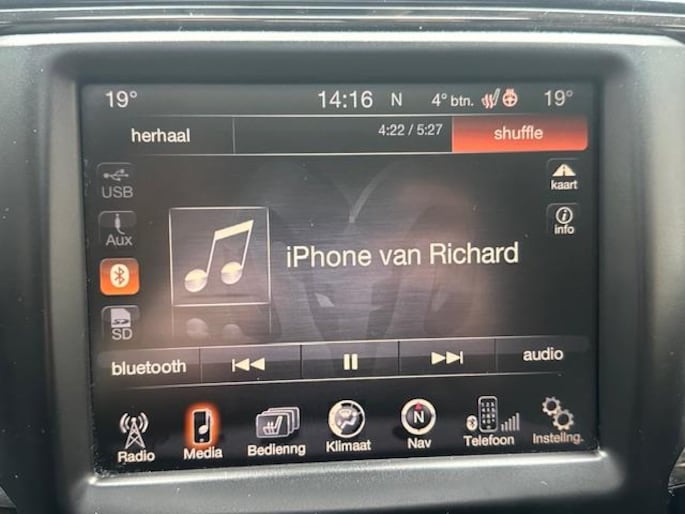 19° 14:16 N 4° btn. 19°
herhaal 4:22 / 5:27 shuffle
USB
kaart
Aux
info
iPhone van Richard
SD
bluetooth audio
Radio Media Bedienng Klimaat N Nav Telefoon Instellng.